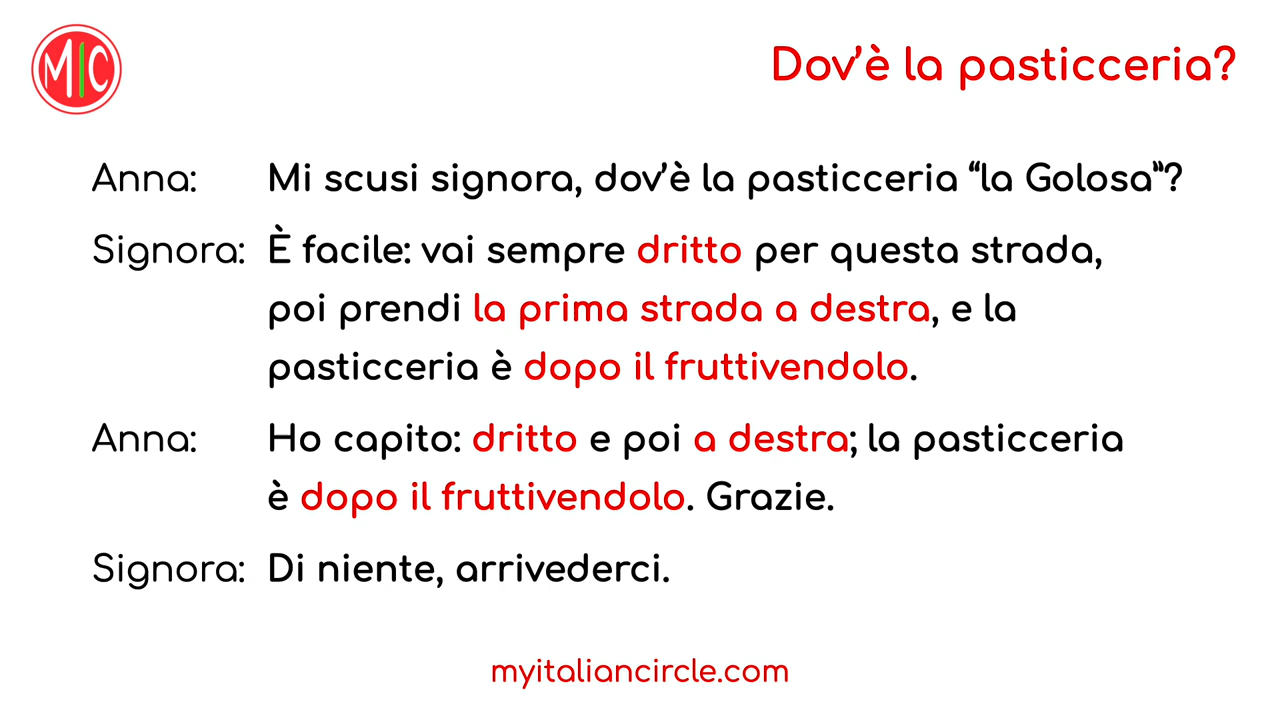 MIC
Dov’è la pasticceria?
Anna: Mi scusi signora, dov’è la pasticceria “la Golosa”?
Signora: È facile: vai sempre dritto per questa strada,
poi prendi la prima strada a destra, e la
pasticceria è dopo il fruttivendolo.
Anna: Ho capito: dritto e poi a destra; la pasticceria
è dopo il fruttivendolo. Grazie.
Signora: Di niente, arrivederci.
myitaliancircle.com